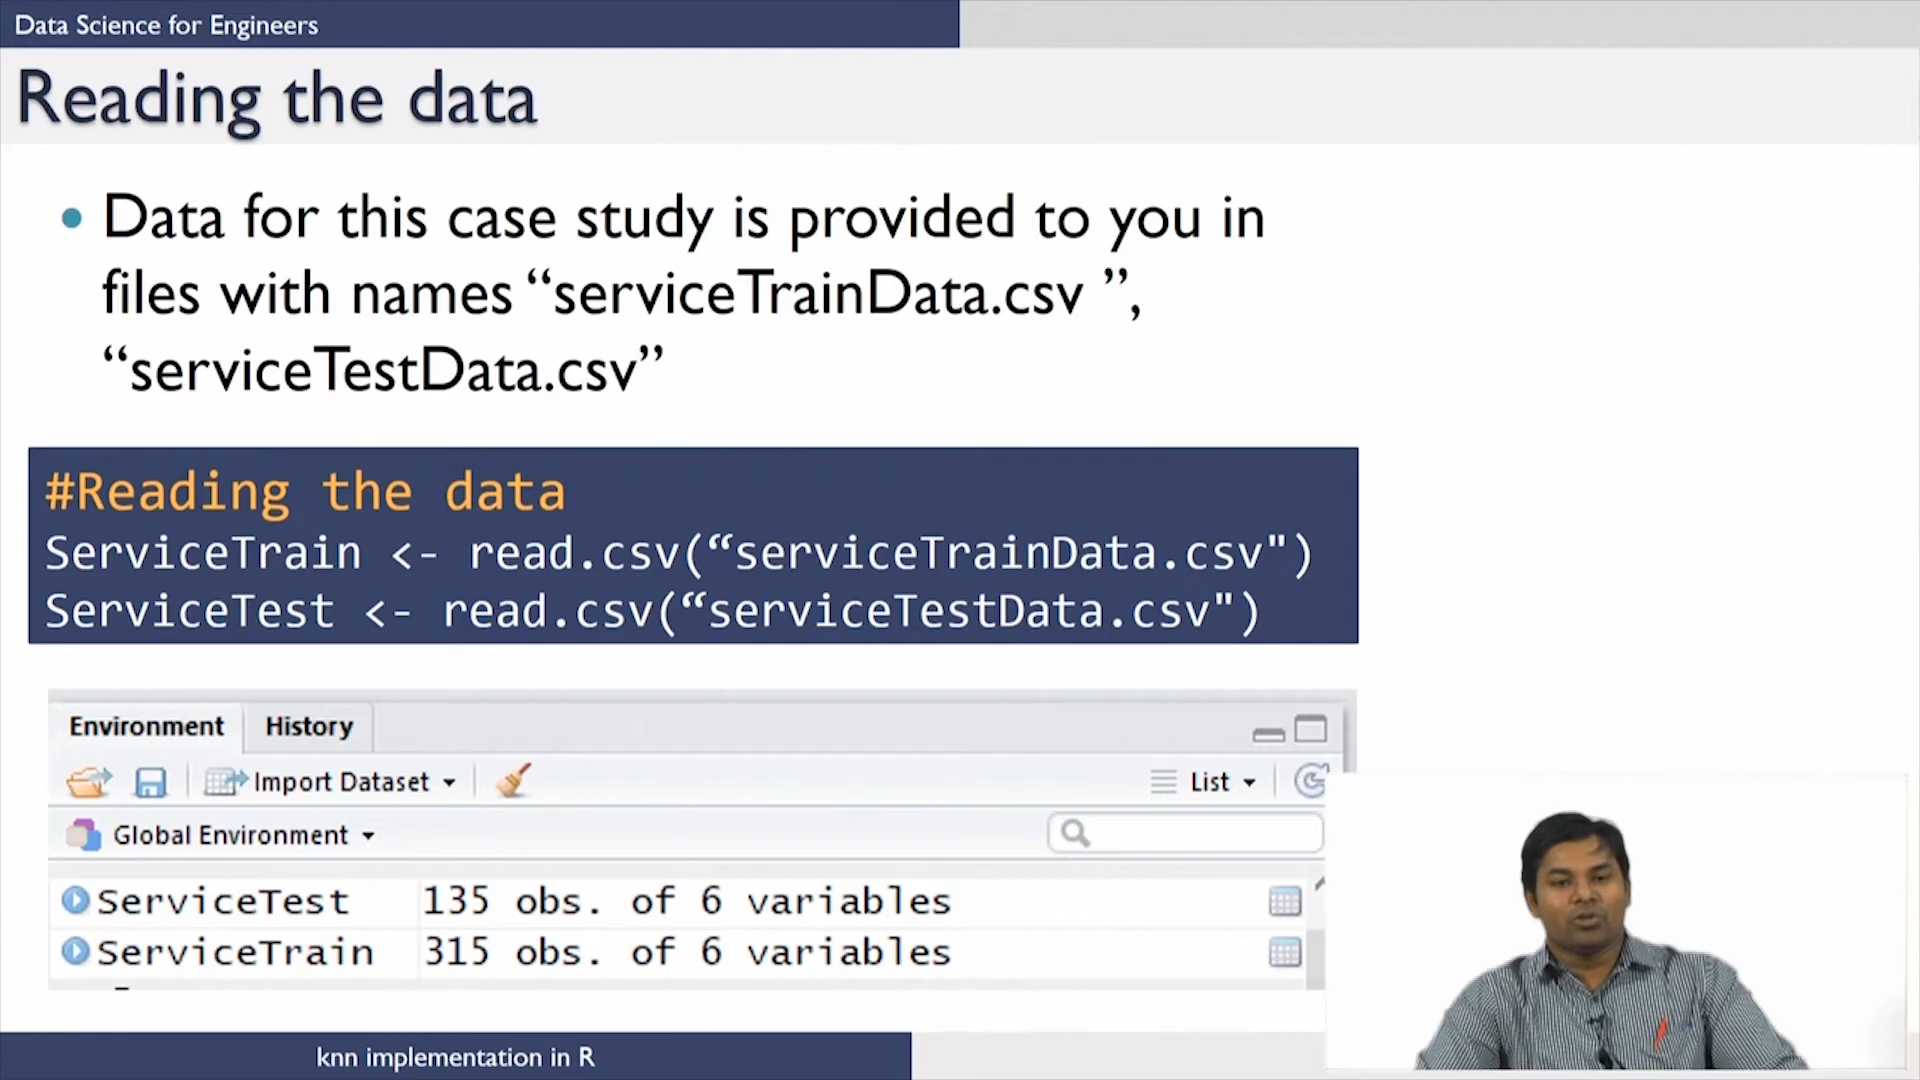 Data Science for Engineers
Reading the data
• Data for this case study is provided to you in
files with names “serviceTrainData.csv ”,
“serviceTestData.csv”
#Reading the data
ServiceTrain <- read.csv(“serviceTrainData.csv")
ServiceTest <- read.csv(“serviceTestData.csv")
Environment History
Import Dataset List
Global Environment
ServiceTest 135 obs. of 6 variables
ServiceTrain 315 obs. of 6 variables
knn implementation in R